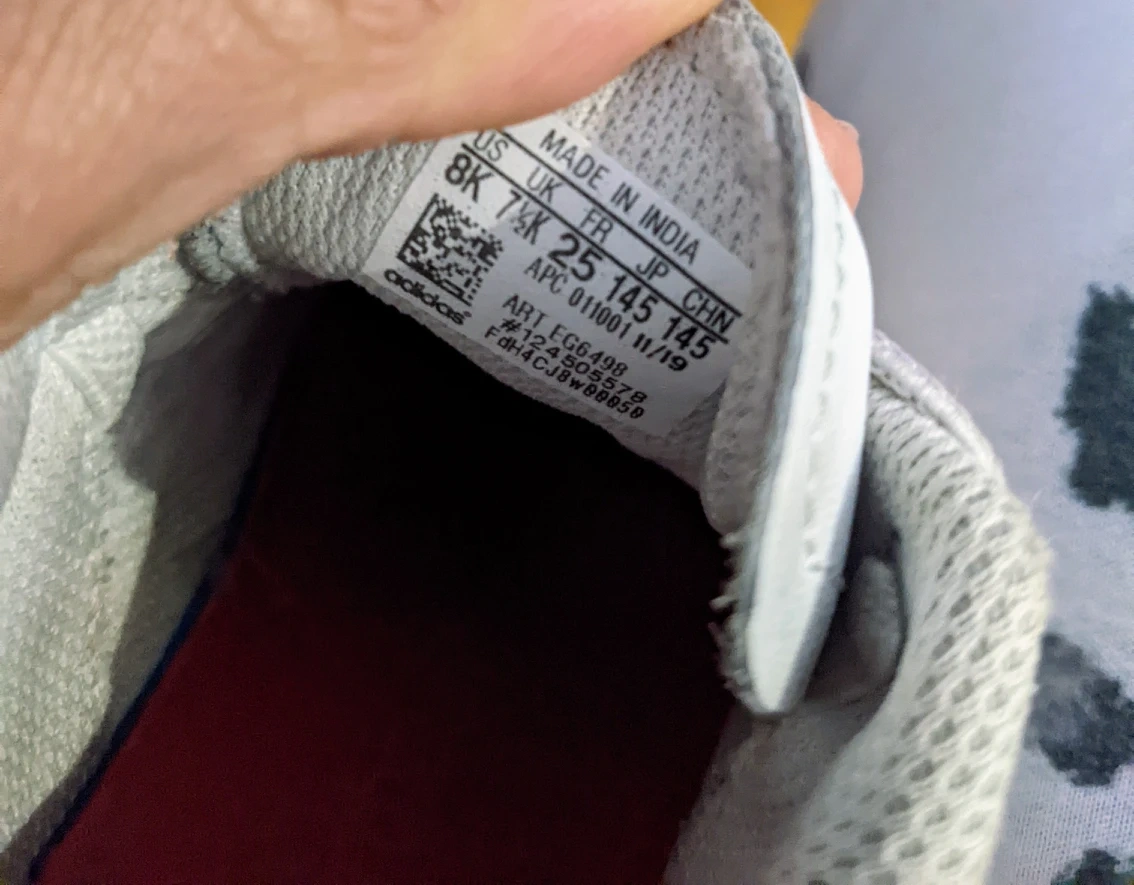 MADE IN INDIA
US UK FR JP CHN
8K 7½K 25 145 145
APC 011001 11/19
ART EG6498
#124505578
FdH4CJ8w00050
adidas